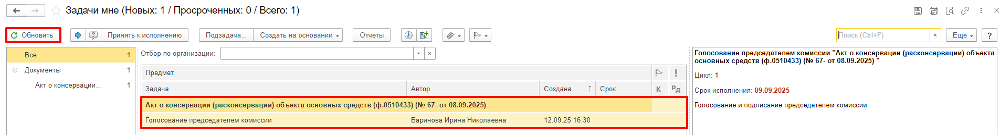 Задачи мне (Новых: 1 / Просроченных: 0 / Всего: 1)
Обновить
Принять к исполнению
Подзадача...
Создать на основании
Отчеты
Поиск (Ctrl+F)
×
Еще
?
Все 1
Документы 1
Акт о консервации... 1
Отбор по организации:
×
Предмет
Задача Автор Создана ↑ Срок К Рд
Акт о консервации (расконсервации) объекта основных средств (ф.0510433) (№ 67- от 08.09.2025)
Голосование председателем комиссии Баринова Ирина Николаевна 12.09.25 16:30
Голосование председателем комиссии "Акт о консервации (расконсервации) объекта
основных средств (ф.0510433) (№ 67- от 08.09.2025) "
Цикл: 1
Срок исполнения: 09.09.2025
Голосование и подписание председателем комиссии